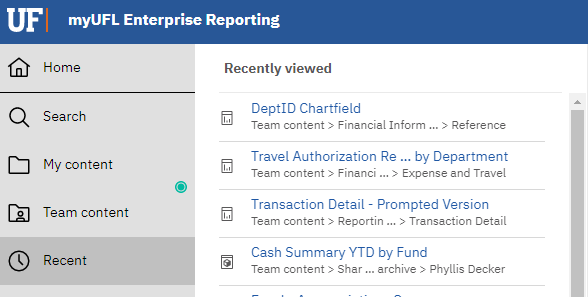 UF myUFL Enterprise Reporting
Home
Search
My content
Team content
Recent
Recently viewed
DeptID Chartfield
Team content > Financial Inform ... > Reference
Travel Authorization Re ... by Department
Team content > Financi ... > Expense and Travel
Transaction Detail - Prompted Version
Team content > Reportin ... > Transaction Detail
Cash Summary YTD by Fund
Team content > Shar ... archive > Phyllis Decker